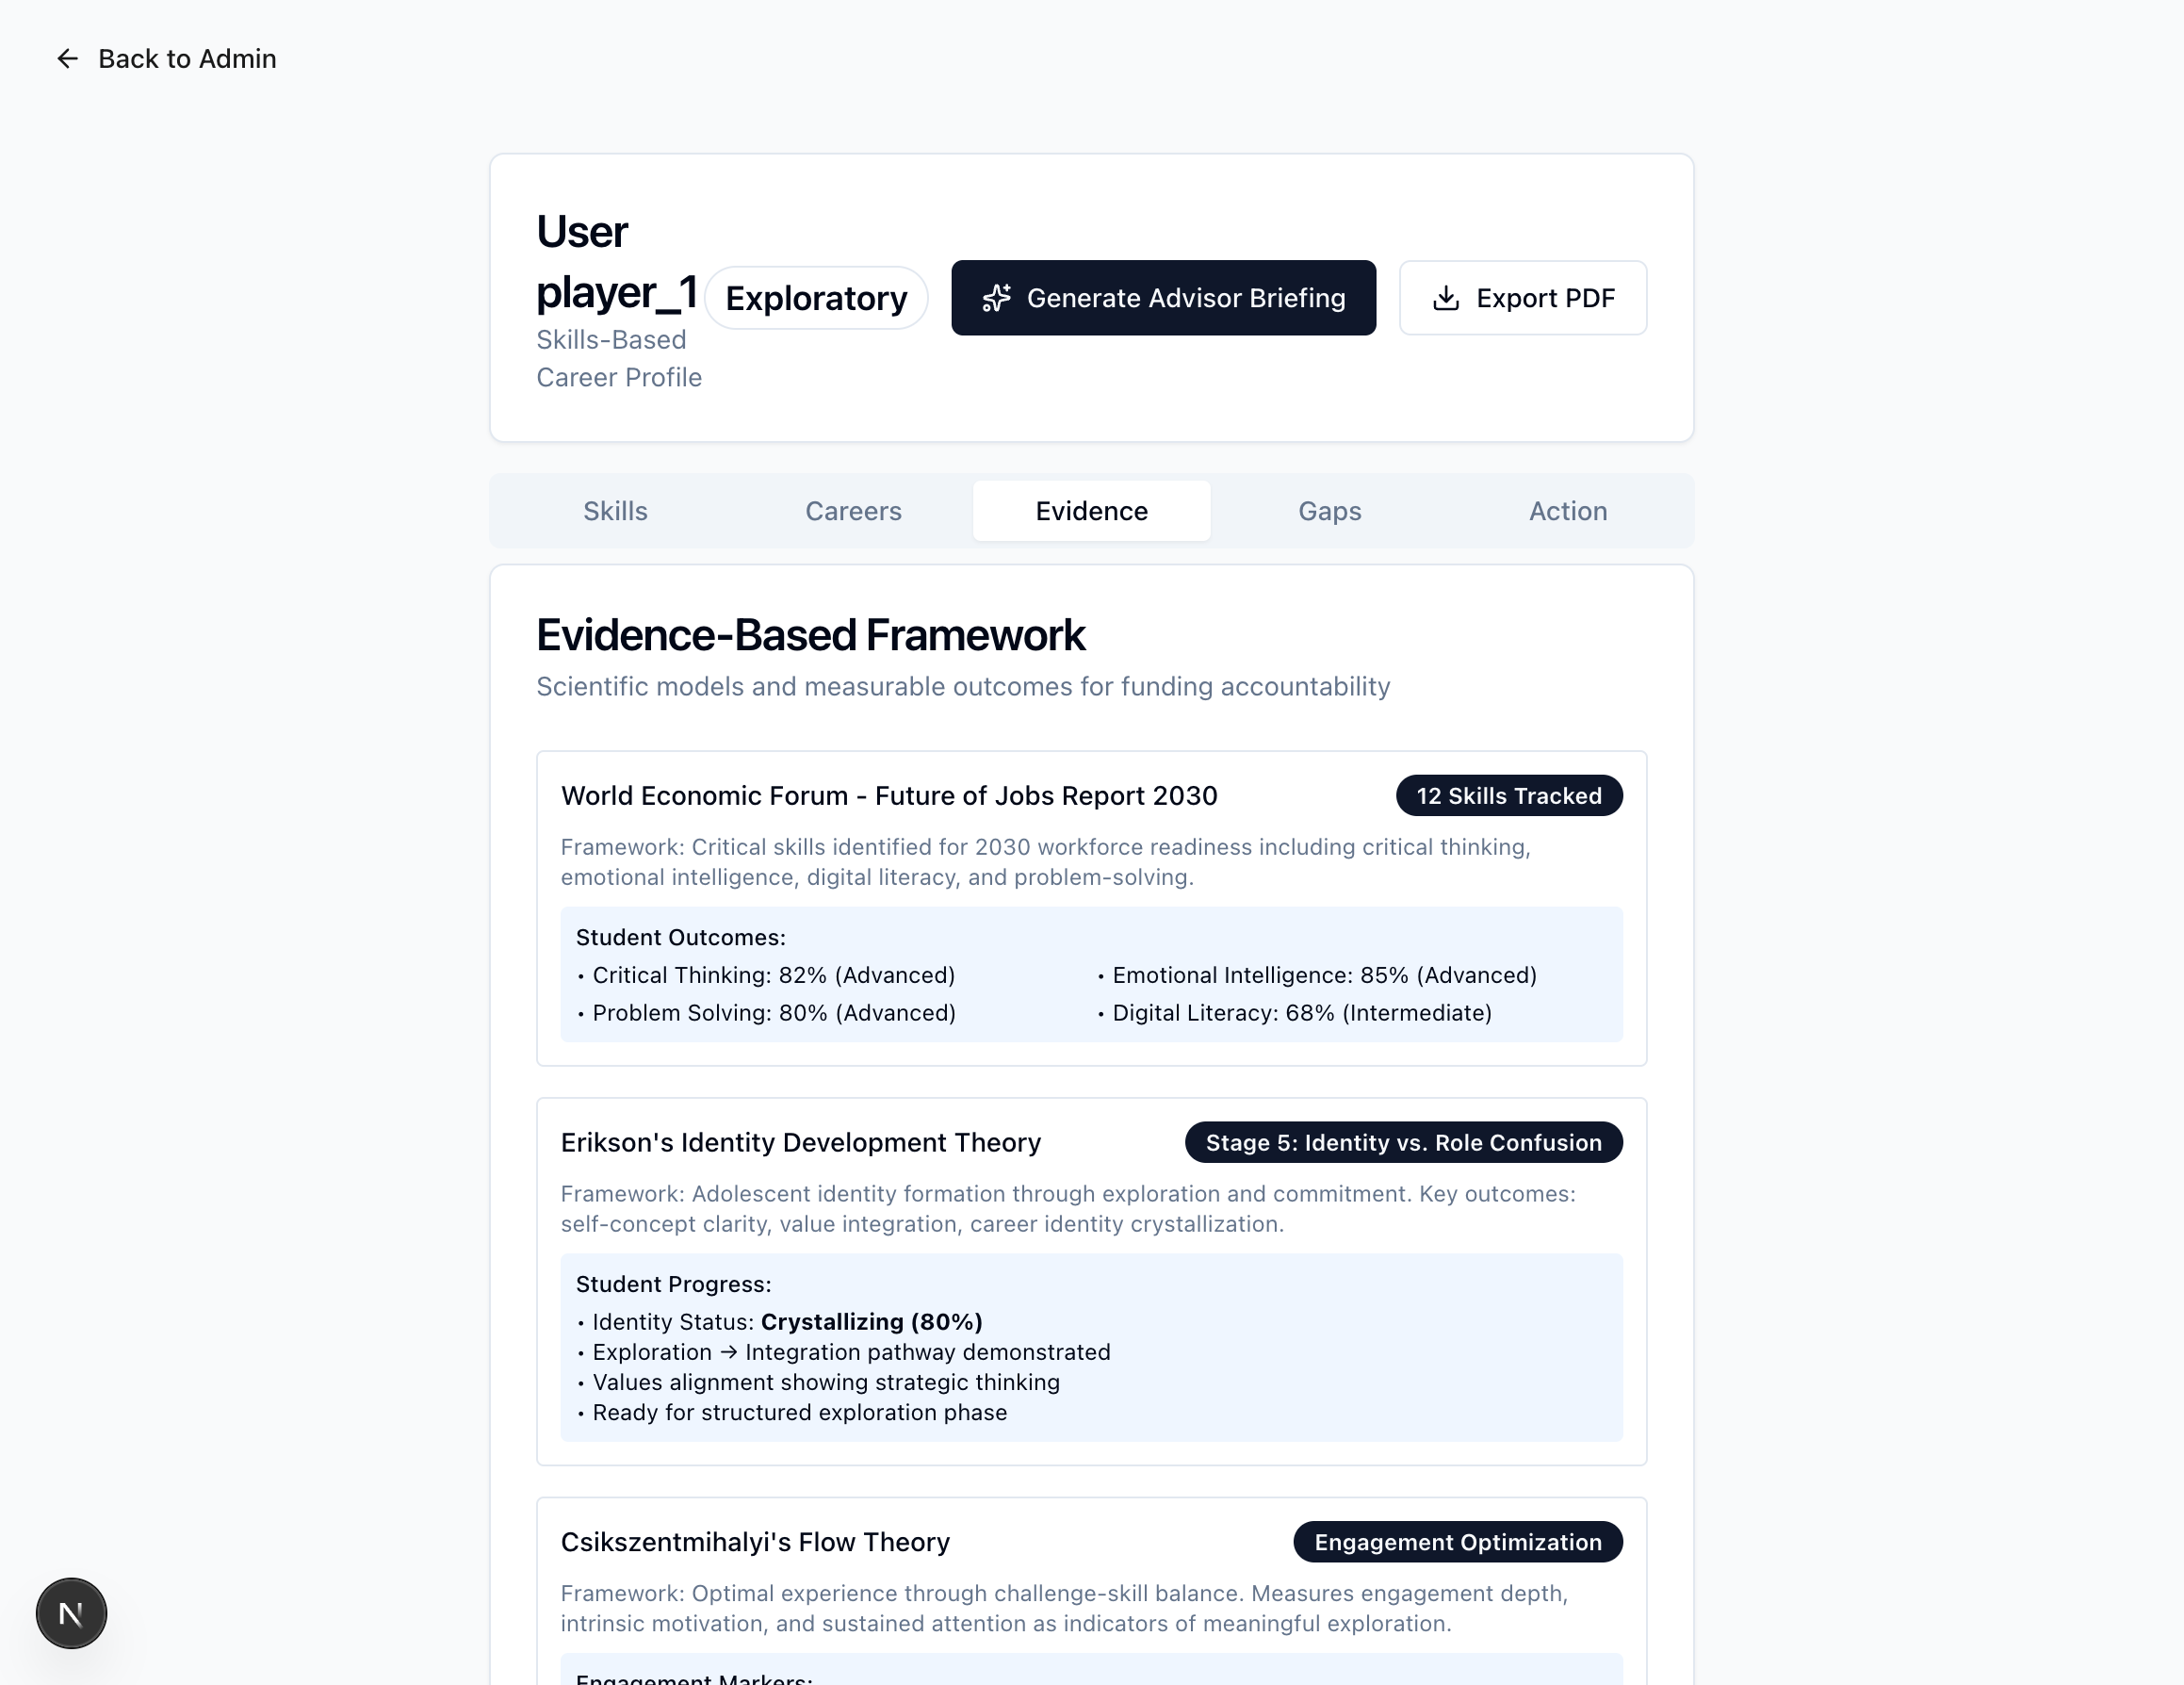 Back to Admin
User
player_1
Skills-Based
Career Profile
Exploratory
Generate Advisor Briefing
Export PDF
Skills
Careers
Evidence
Gaps
Action
Evidence-Based Framework
Scientific models and measurable outcomes for funding accountability
World Economic Forum - Future of Jobs Report 2030
12 Skills Tracked
Framework: Critical skills identified for 2030 workforce readiness including critical thinking,
emotional intelligence, digital literacy, and problem-solving.
Student Outcomes:
• Critical Thinking: 82% (Advanced)
• Emotional Intelligence: 85% (Advanced)
• Problem Solving: 80% (Advanced)
• Digital Literacy: 68% (Intermediate)
Erikson's Identity Development Theory
Stage 5: Identity vs. Role Confusion
Framework: Adolescent identity formation through exploration and commitment. Key outcomes:
self-concept clarity, value integration, career identity crystallization.
Student Progress:
• Identity Status: Crystallizing (80%)
• Exploration → Integration pathway demonstrated
• Values alignment showing strategic thinking
• Ready for structured exploration phase
Csikszentmihalyi's Flow Theory
Engagement Optimization
Framework: Optimal experience through challenge-skill balance. Measures engagement depth,
intrinsic motivation, and sustained attention as indicators of meaningful exploration.
Engagement Markers:
N